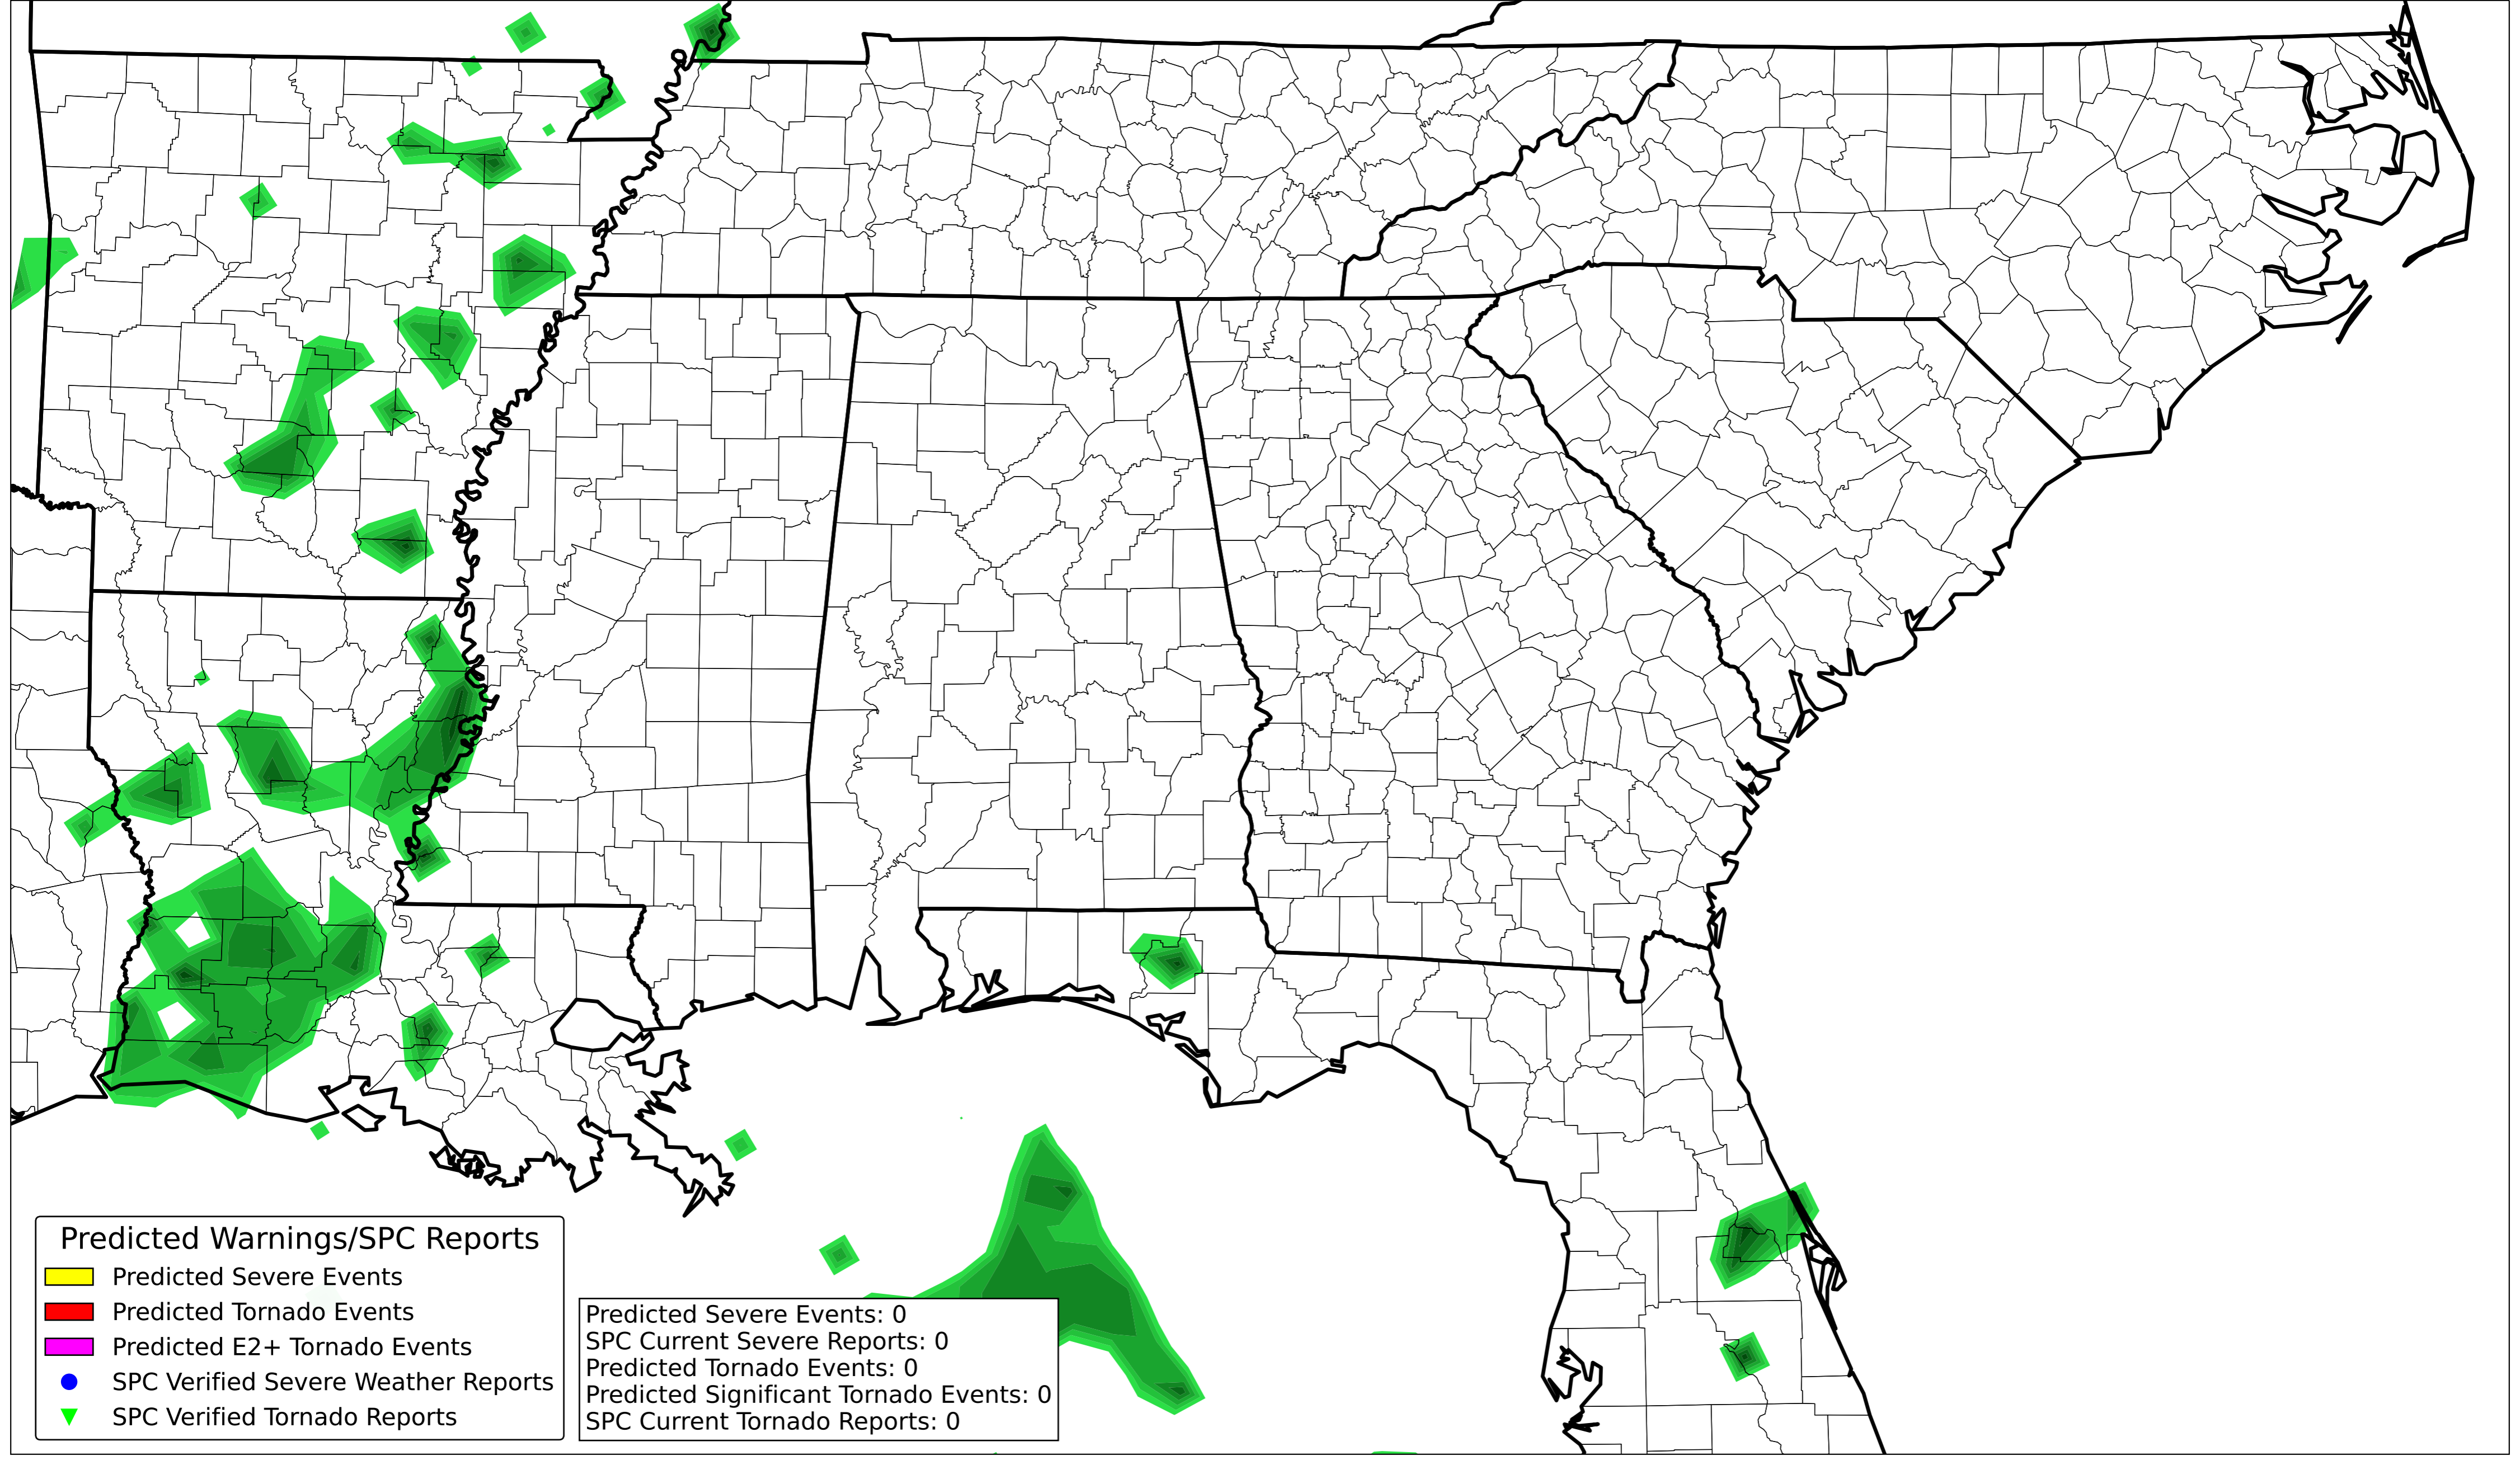 Predicted Warnings/SPC Reports
Predicted Severe Events
Predicted Tornado Events
Predicted E2+ Tornado Events
SPC Verified Severe Weather Reports
SPC Verified Tornado Reports
Predicted Severe Events: 0
SPC Current Severe Reports: 0
Predicted Tornado Events: 0
Predicted Significant Tornado Events: 0
SPC Current Tornado Reports: 0